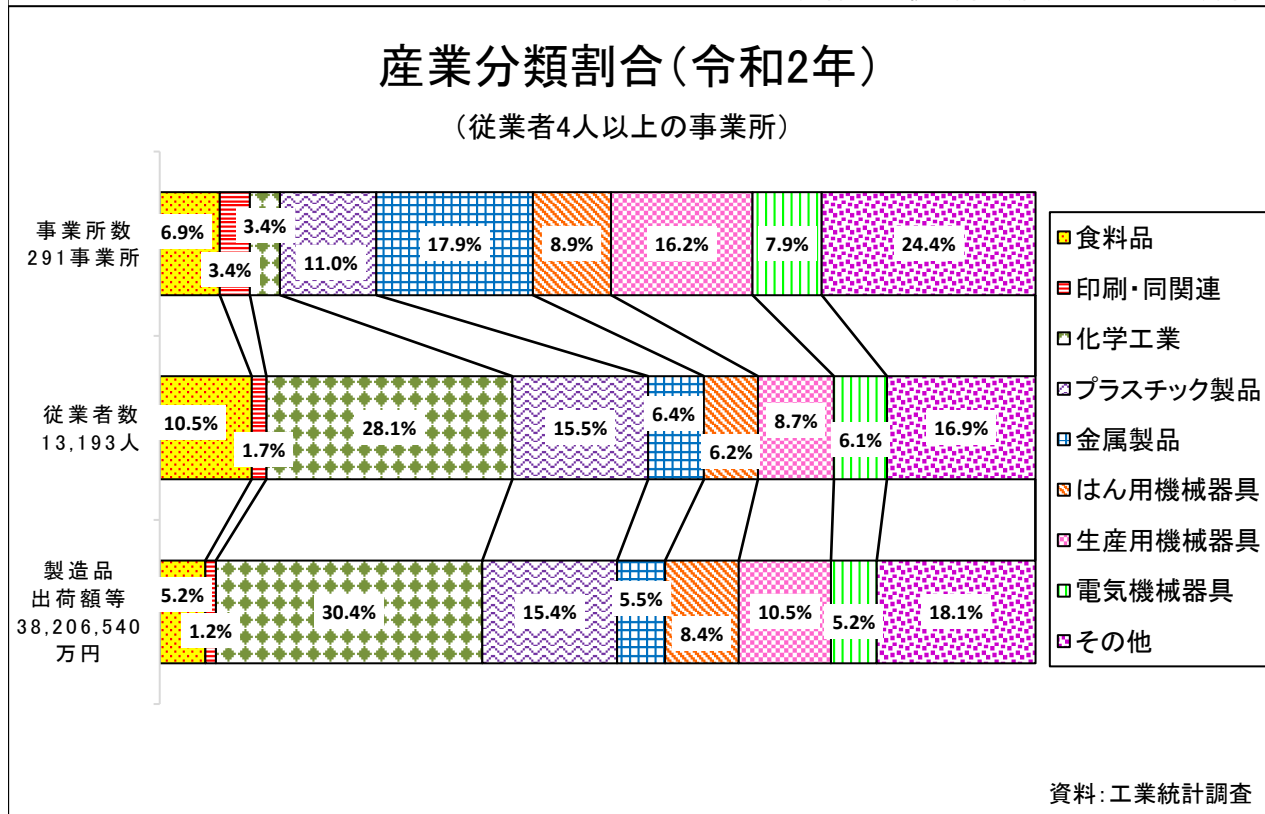 産業分類割合(令和2年)
(従業者4人以上の事業所)
事業所数
291事業所
6.9%
3.4%
3.4%
11.0%
17.9%
8.9%
16.2%
7.9%
24.4%
従業者数
13,193人
10.5%
1.7%
28.1%
15.5%
6.4%
6.2%
8.7%
6.1%
16.9%
製造品
出荷額等
38,206,540
万円
5.2%
1.2%
30.4%
15.4%
5.5%
8.4%
10.5%
5.2%
18.1%
食料品
印刷・同関連
化学工業
プラスチック製品
金属製品
はん用機械器具
生産用機械器具
電気機械器具
その他
資料:工業統計調査